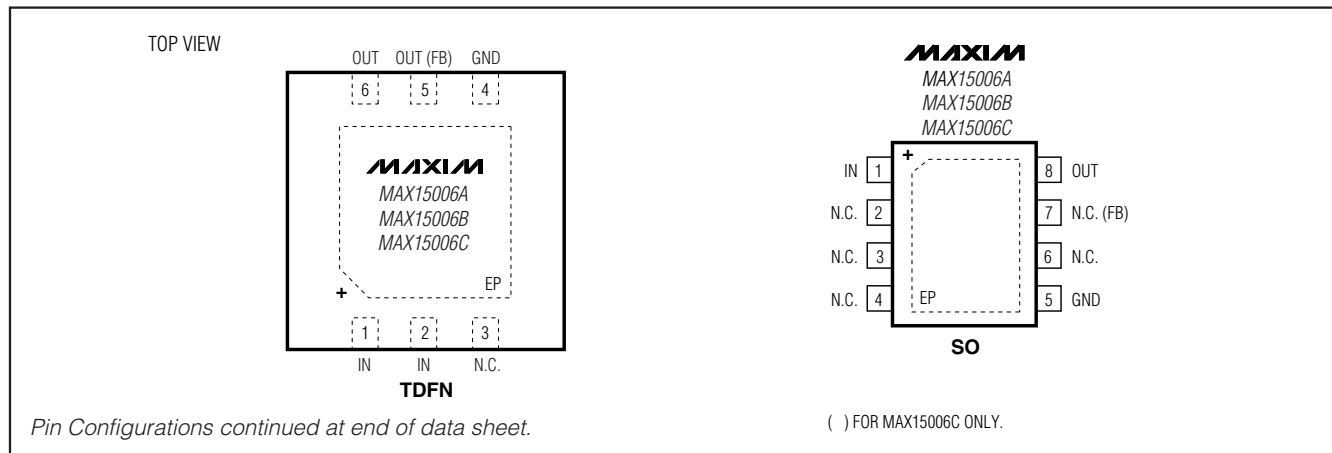 TOP VIEW
OUT OUT (FB) GND
6 5 4
MAXIM
MAX15006A
MAX15006B
MAX15006C
EP
+
1 2 3
IN IN N.C.
TDFN
Pin Configurations continued at end of data sheet.
MAXIM
MAX15006A
MAX15006B
MAX15006C
+
IN 1 8 OUT
N.C. 2 7 N.C. (FB)
N.C. 3 6 N.C.
N.C. 4 EP 5 GND
SO
( ) FOR MAX15006C ONLY.